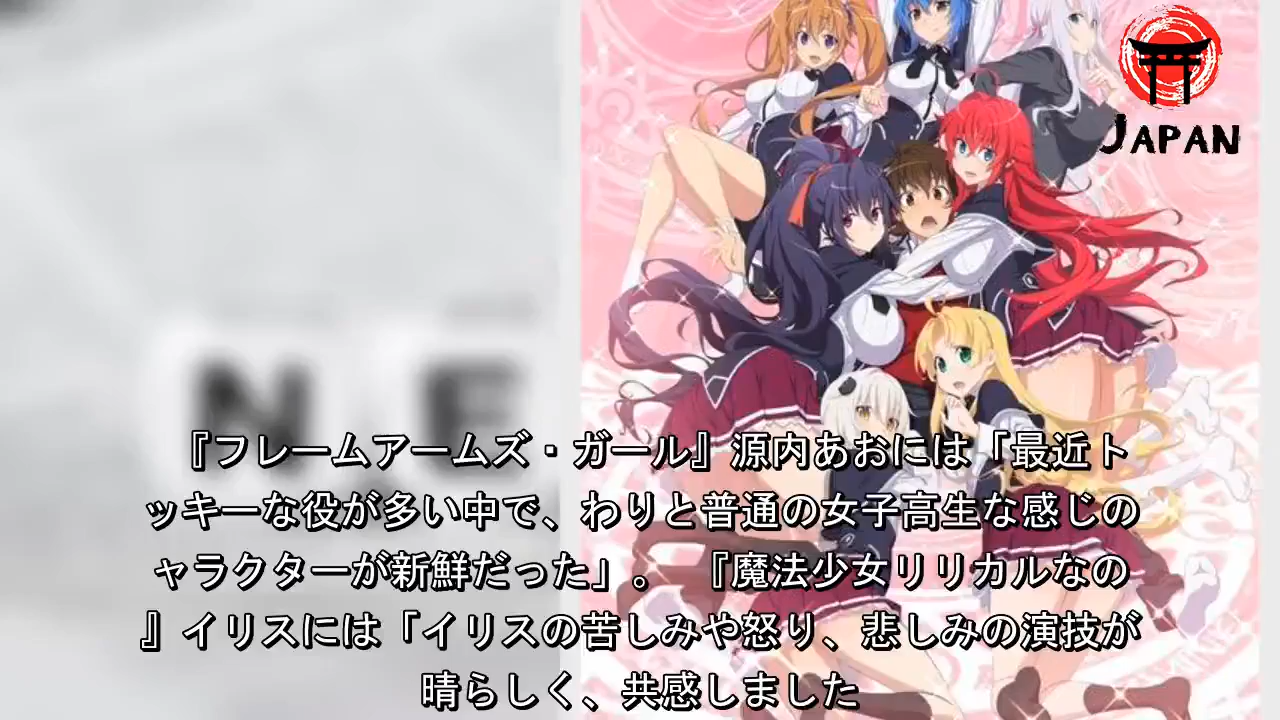 JAPAN
N E
『フレームアームズ・ガール』源内あおには「最近ト
ッキーな役が多い中で、わりと普通の女子高生な感じの
ャラクターが新鮮だった」。 『魔法少女リリカルなの
』イリスには「イリスの苦しみや怒り、悲しみの演技が
晴らしく、共感しました